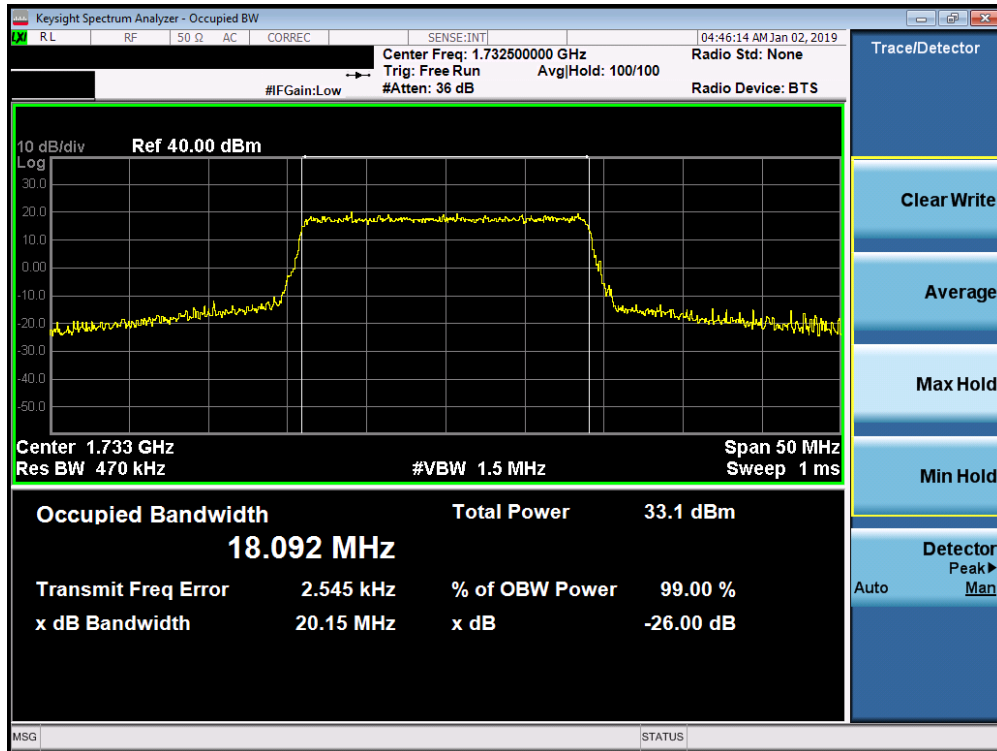 Keysight Spectrum Analyzer - Occupied BW
LXI RL RF 50 Ω AC CORREC SENSE:INT 04:46:14 AM Jan 02, 2019
Center Freq: 1.732500000 GHz Radio Std: None
Trig: Free Run Avg|Hold: 100/100
#IFGain:Low #Atten: 36 dB Radio Device: BTS
10 dB/div Ref 40.00 dBm
Log
30.0
20.0
10.0
0.00
-10.0
-20.0
-30.0
-40.0
-50.0
Center 1.733 GHz Span 50 MHz
Res BW 470 kHz #VBW 1.5 MHz Sweep 1 ms
Occupied Bandwidth Total Power 33.1 dBm
18.092 MHz
Transmit Freq Error 2.545 kHz % of OBW Power 99.00 %
x dB Bandwidth 20.15 MHz x dB -26.00 dB
MSG STATUS
Trace/Detector
Clear Write
Average
Max Hold
Min Hold
Detector
Peak▶
Auto Man